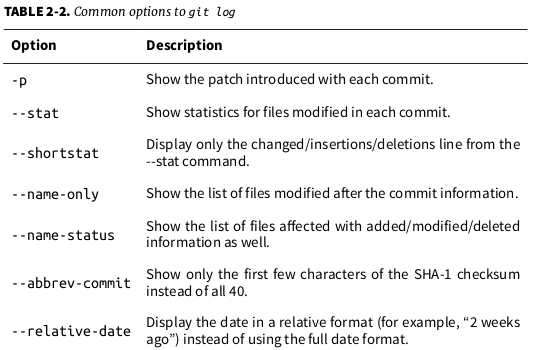 TABLE 2-2. Common options to git log
Option Description
-p Show the patch introduced with each commit.
--stat Show statistics for files modified in each commit.
--shortstat Display only the changed/insertions/deletions line from the
--stat command.
--name-only Show the list of files modified after the commit information.
--name-status Show the list of files affected with added/modified/deleted
information as well.
--abbrev-commit Show only the first few characters of the SHA-1 checksum
instead of all 40.
--relative-date Display the date in a relative format (for example, “2 weeks
ago”) instead of using the full date format.